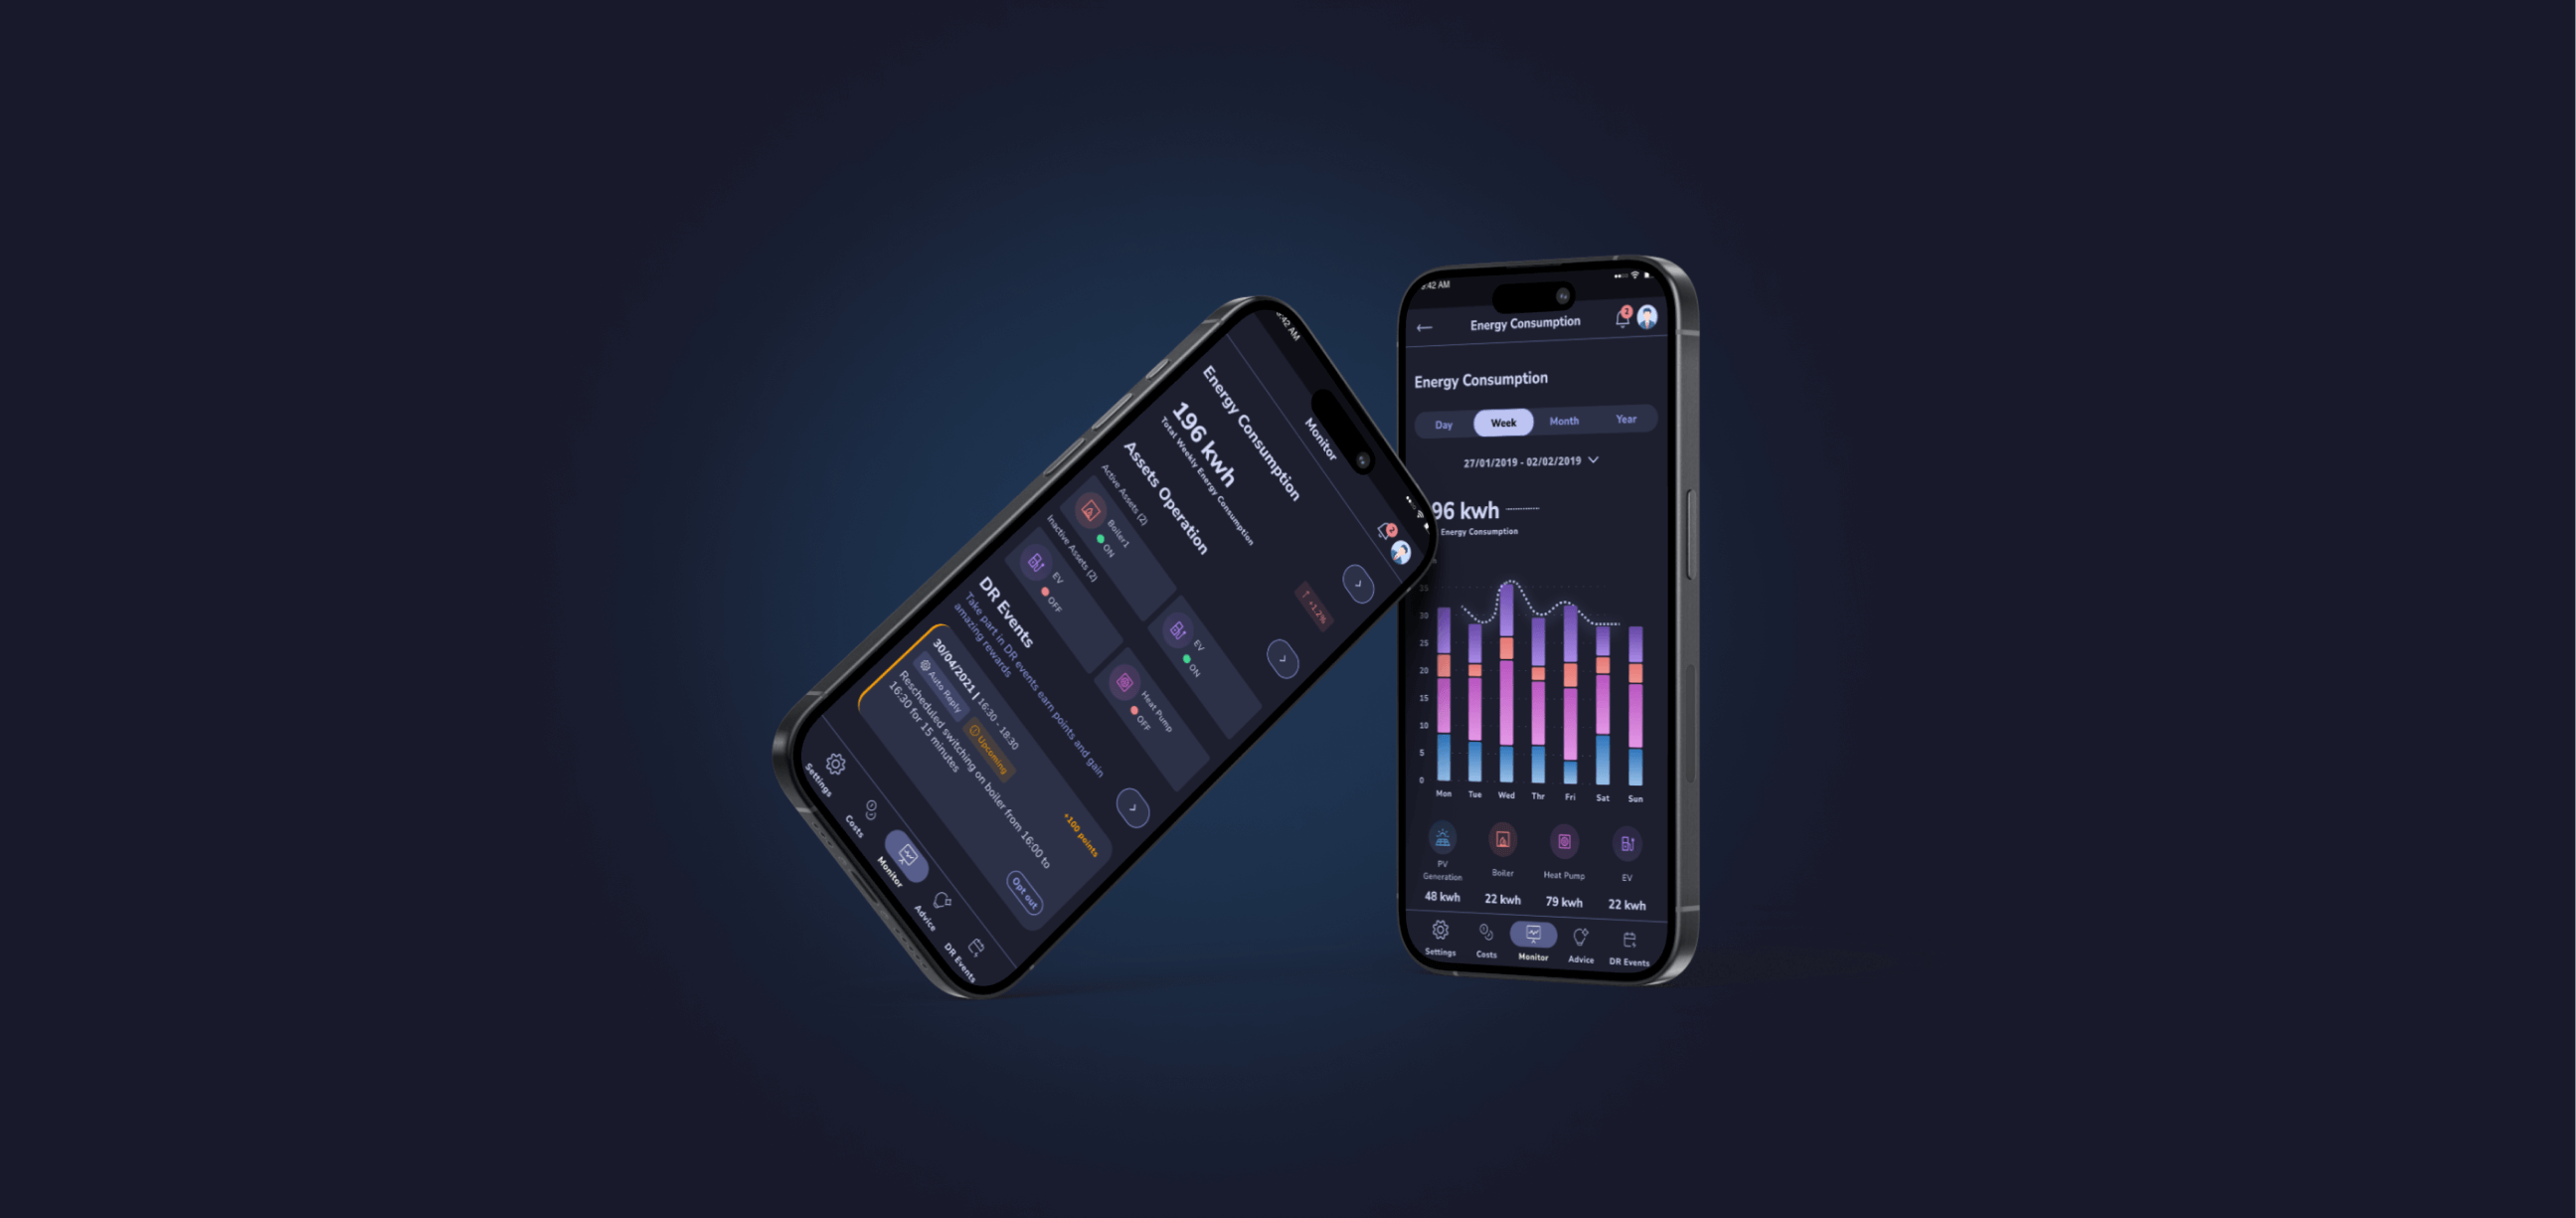 :42 AM
Monitor
2
Energy Consumption
196 kwh
Total Weekly Energy Consumption
↑ +1.2%
Assets Operation
Active Assets (2)
Boiler1
ON
EV
ON
Inactive Assets (2)
EV
OFF
Heat Pump
OFF
DR Events
Take part in DR events earn points and gain
amazing rewards
30/04/2021 | 16:30 - 18:30
Auto Reply
Upcoming
+100 points
Rescheduled switching on boiler from 16:00 to
16:30 for 15 minutes
Opt out
Settings
Costs
Monitor
Advice
DR Events
:42 AM
Energy Consumption
2
Energy Consumption
Day
Week
Month
Year
27/01/2019 - 02/02/2019
96 kwh
Energy Consumption
35
30
25
20
15
10
5
0
Mon
Tue
Wed
Thr
Fri
Sat
Sun
PV
Generation
48 kwh
Boiler
22 kwh
Heat Pump
79 kwh
EV
22 kwh
Settings
Costs
Monitor
Advice
DR Events